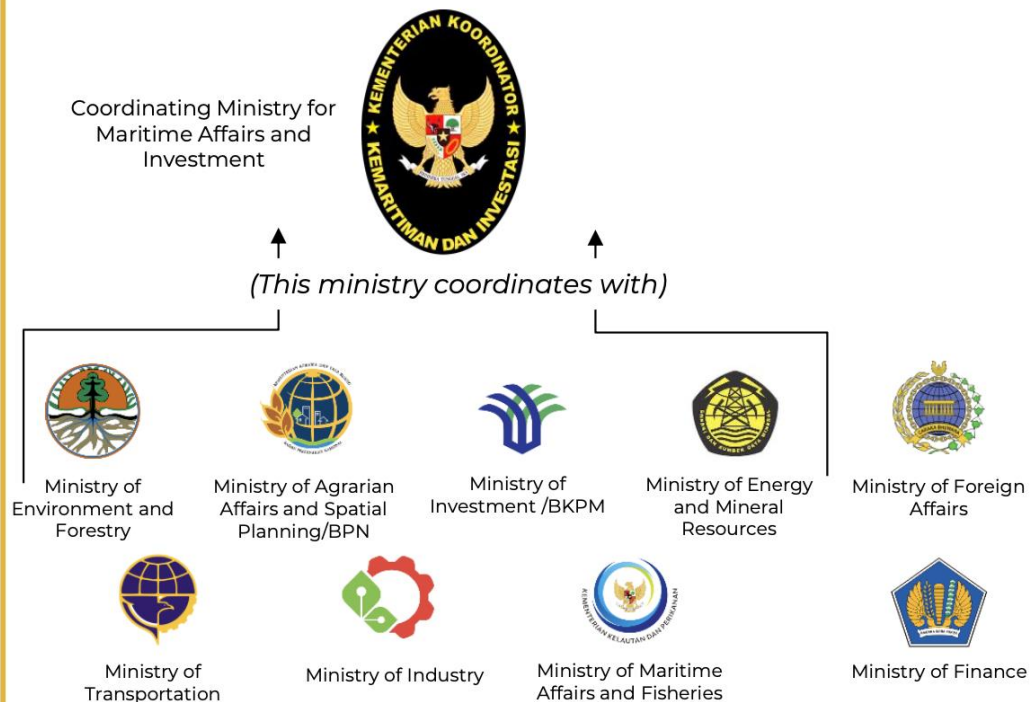 KEMENTERIAN KOORDINATOR
KEMARITIMAN DAN INVESTASI
Coordinating Ministry for
Maritime Affairs and
Investment
(This ministry coordinates with)
Ministry of
Environment and
Forestry
Ministry of Agrarian
Affairs and Spatial
Planning/BPN
Ministry of
Investment /BKPM
Ministry of Energy
and Mineral
Resources
Ministry of Foreign
Affairs
KEMENTERIAN KELAUTAN DAN PERIKANAN
Ministry of
Transportation
Ministry of Industry
Ministry of Maritime
Affairs and Fisheries
Ministry of Finance